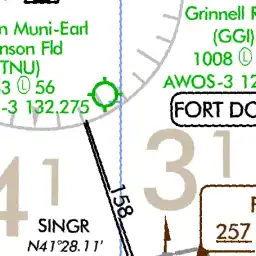 n Muni-Earl
nson Fld
TNU)
3 Ⓛ 56
-3 132.275
Grinnell R
(GGI)
1008 Ⓛ
AWOS-3 12
FORT DO
4¹
3¹
158
SINGR
N41°28.11'
257